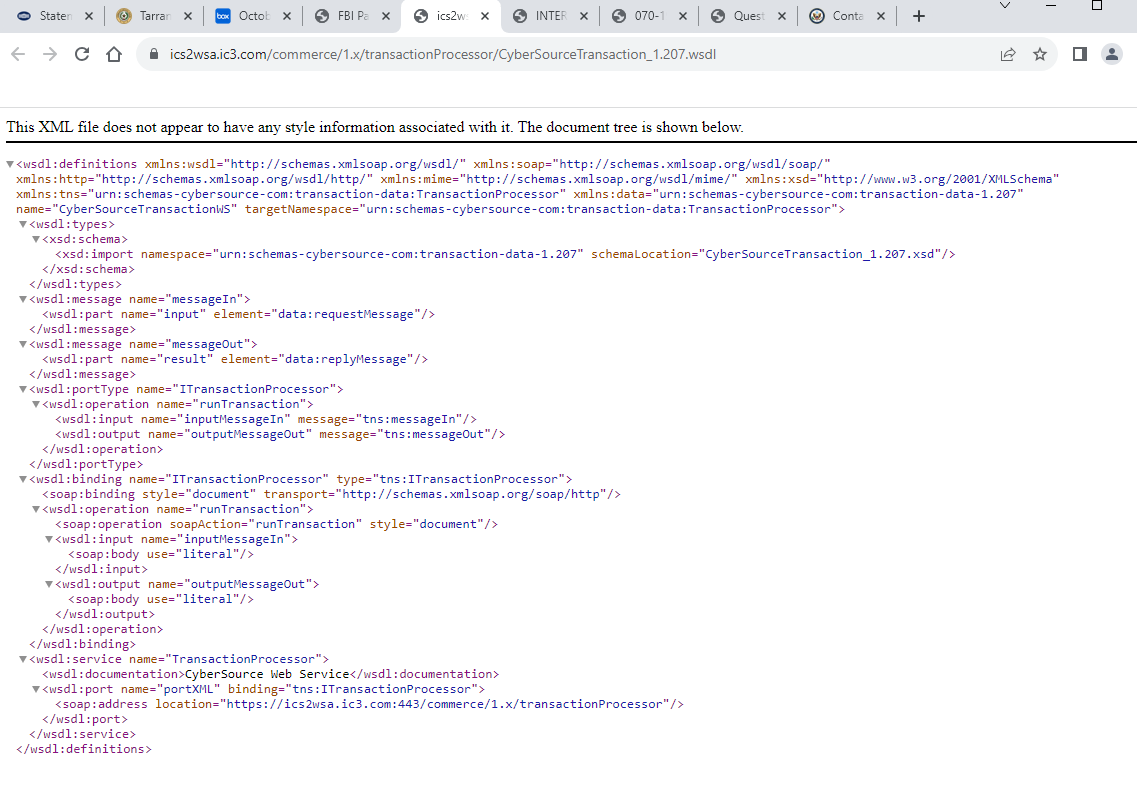 Staten
Tarran
box
Octob
FBI Pa
ics2ws
INTER
070-1
Quest
Conta
ics2wsa.ic3.com/commerce/1.x/transactionProcessor/CyberSourceTransaction_1.207.wsdl
This XML file does not appear to have any style information associated with it. The document tree is shown below.
<wsdl:definitions xmlns:wsdl="http://schemas.xmlsoap.org/wsdl/" xmlns:soap="http://schemas.xmlsoap.org/wsdl/soap/"
xmlns:http="http://schemas.xmlsoap.org/wsdl/http/" xmlns:mime="http://schemas.xmlsoap.org/wsdl/mime/" xmlns:xsd="http://www.w3.org/2001/XMLSchema"
xmlns:tns="urn:schemas-cybersource-com:transaction-data:TransactionProcessor" xmlns:data="urn:schemas-cybersource-com:transaction-data-1.207"
name="CyberSourceTransactionWS" targetNamespace="urn:schemas-cybersource-com:transaction-data:TransactionProcessor">
<wsdl:types>
<xsd:schema>
<xsd:import namespace="urn:schemas-cybersource-com:transaction-data-1.207" schemaLocation="CyberSourceTransaction_1.207.xsd"/>
</xsd:schema>
</wsdl:types>
<wsdl:message name="messageIn">
<wsdl:part name="input" element="data:requestMessage"/>
</wsdl:message>
<wsdl:message name="messageOut">
<wsdl:part name="result" element="data:replyMessage"/>
</wsdl:message>
<wsdl:portType name="ITransactionProcessor">
<wsdl:operation name="runTransaction">
<wsdl:input name="inputMessageIn" message="tns:messageIn"/>
<wsdl:output name="outputMessageOut" message="tns:messageOut"/>
</wsdl:operation>
</wsdl:portType>
<wsdl:binding name="ITransactionProcessor" type="tns:ITransactionProcessor">
<soap:binding style="document" transport="http://schemas.xmlsoap.org/soap/http"/>
<wsdl:operation name="runTransaction">
<soap:operation soapAction="runTransaction" style="document"/>
<wsdl:input name="inputMessageIn">
<soap:body use="literal"/>
</wsdl:input>
<wsdl:output name="outputMessageOut">
<soap:body use="literal"/>
</wsdl:output>
</wsdl:operation>
</wsdl:binding>
<wsdl:service name="TransactionProcessor">
<wsdl:documentation>CyberSource Web Service</wsdl:documentation>
<wsdl:port name="portXML" binding="tns:ITransactionProcessor">
<soap:address location="https://ics2wsa.ic3.com:443/commerce/1.x/transactionProcessor"/>
</wsdl:port>
</wsdl:service>
</wsdl:definitions>